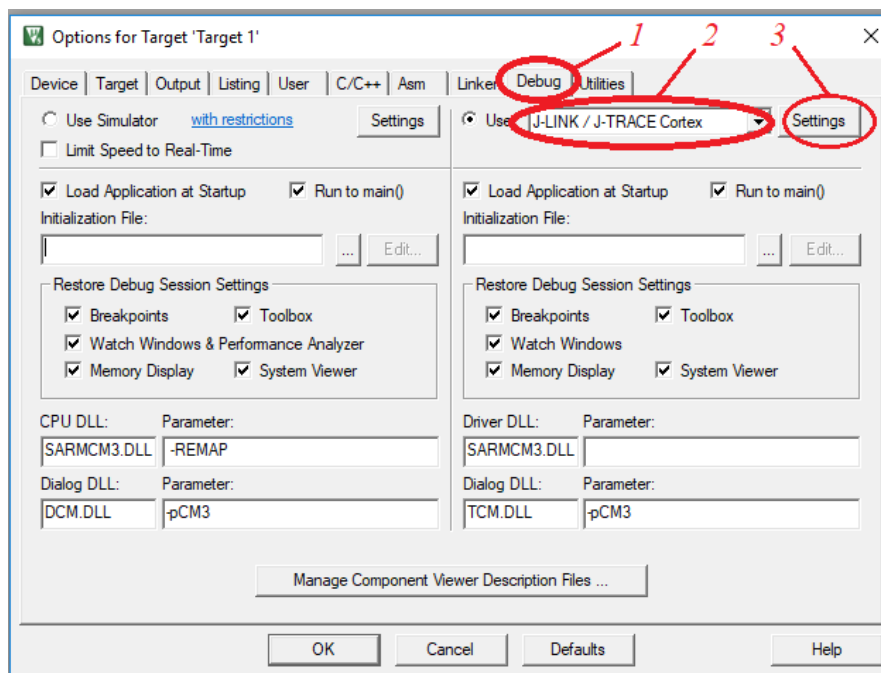 Options for Target 'Target 1'
1 2 3
Device Target Output Listing User C/C++ Asm Linker Debug Utilities
Use Simulator with restrictions Settings
Use: J-LINK / J-TRACE Cortex Settings
Limit Speed to Real-Time
Load Application at Startup Run to main()
Load Application at Startup Run to main()
Initialization File:
Initialization File:
... Edit...
... Edit...
Restore Debug Session Settings
Breakpoints Toolbox
Watch Windows & Performance Analyzer
Memory Display System Viewer
Restore Debug Session Settings
Breakpoints Toolbox
Watch Windows
Memory Display System Viewer
CPU DLL: Parameter:
SARMCM3.DLL -REMAP
Driver DLL: Parameter:
SARMCM3.DLL
Dialog DLL: Parameter:
DCM.DLL -pCM3
Dialog DLL: Parameter:
TCM.DLL -pCM3
Manage Component Viewer Description Files ...
OK Cancel Defaults Help